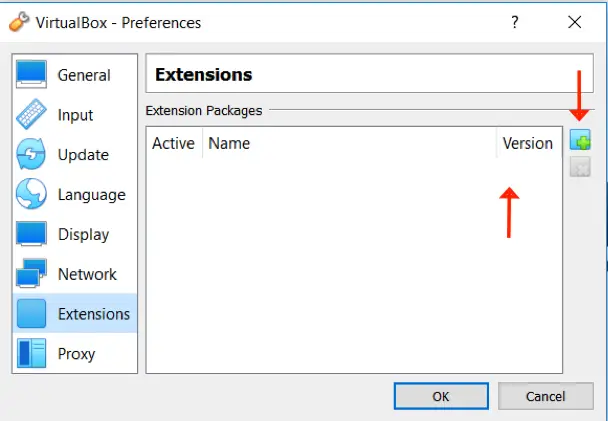 VirtualBox - Preferences
?
General
Input
Update
Language
Display
Network
Extensions
Proxy
Extensions
Extension Packages
Active Name Version
OK Cancel